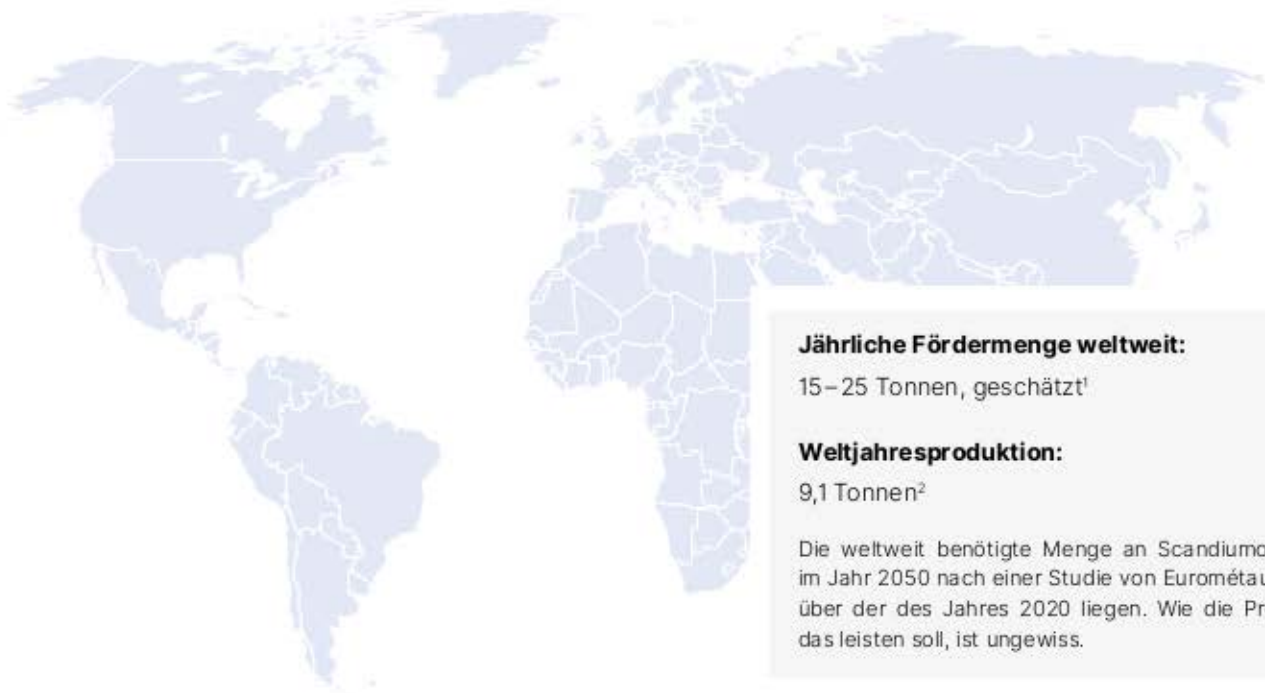 Jährliche Fördermenge weltweit:
15–25 Tonnen, geschätzt¹
Weltjahresproduktion:
9,1 Tonnen²
Die weltweit benötigte Menge an
im Jahr 2050 nach einer Studie von
über der des Jahres 2020 liegen. Wie die
das leisten soll, ist ungewiss.